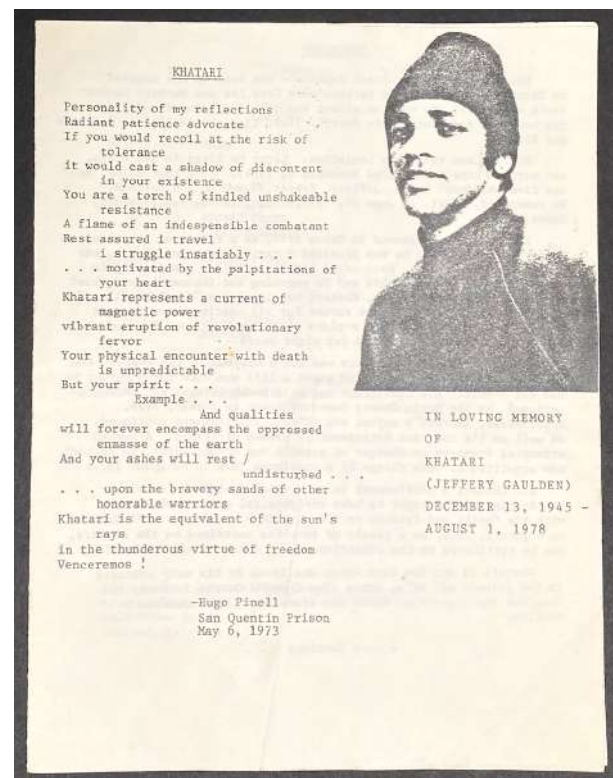 KHATARI
Personality of my reflections
Radiant patience advocate
If you would recoil at the risk of
tolerance
it would cast a shadow of discontent
in your existence
You are a torch of kindled unshakeable
resistance
A flame of an indespensible combatant
Rest assured i travel
i struggle insatiably . . .
. . . motivated by the palpitations of
your heart
Khatari represents a current of
magnetic power
vibrant eruption of revolutionary
fervor
Your physical encounter with death
is unpredictable
But your spirit . . .
Example . . .
And qualities
will forever encompass the oppressed
enmasse of the earth
And your ashes will rest /
undisturbed . . .
. . . upon the bravery sands of other
honorable warriors
Khatari is the equivalent of the sun's
rays
in the thunderous virtue of freedom
Venceremos !
-Hugo Pinell
San Quentin Prison
May 6, 1973
IN LOVING MEMORY
OF
KHATARI
(JEFFERY GAULDEN)
DECEMBER 13, 1945 -
AUGUST 1, 1978